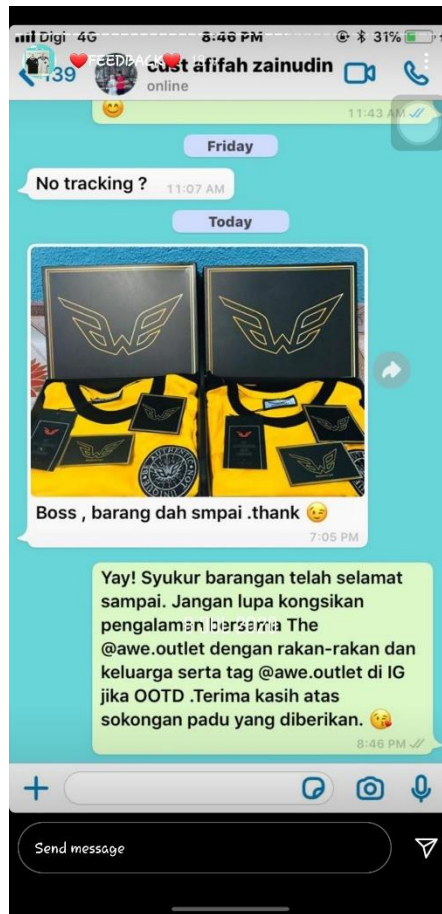 Digi 4G
8:46 PM
31%
❤FEEDBACK❤
139
cust afifah zainudin
online
11:43 AM
Friday
No tracking ?
11:07 AM
Today
Boss , barang dah smpai .thank 😉
7:05 PM
Yay! Syukur barangan telah selamat
sampai. Jangan lupa kongsikan
pengalaman bersama The
@awe.outlet dengan rakan-rakan dan
keluarga serta tag @awe.outlet di IG
jika OOTD .Terima kasih atas
sokongan padu yang diberikan. 😘
8:46 PM
Send message